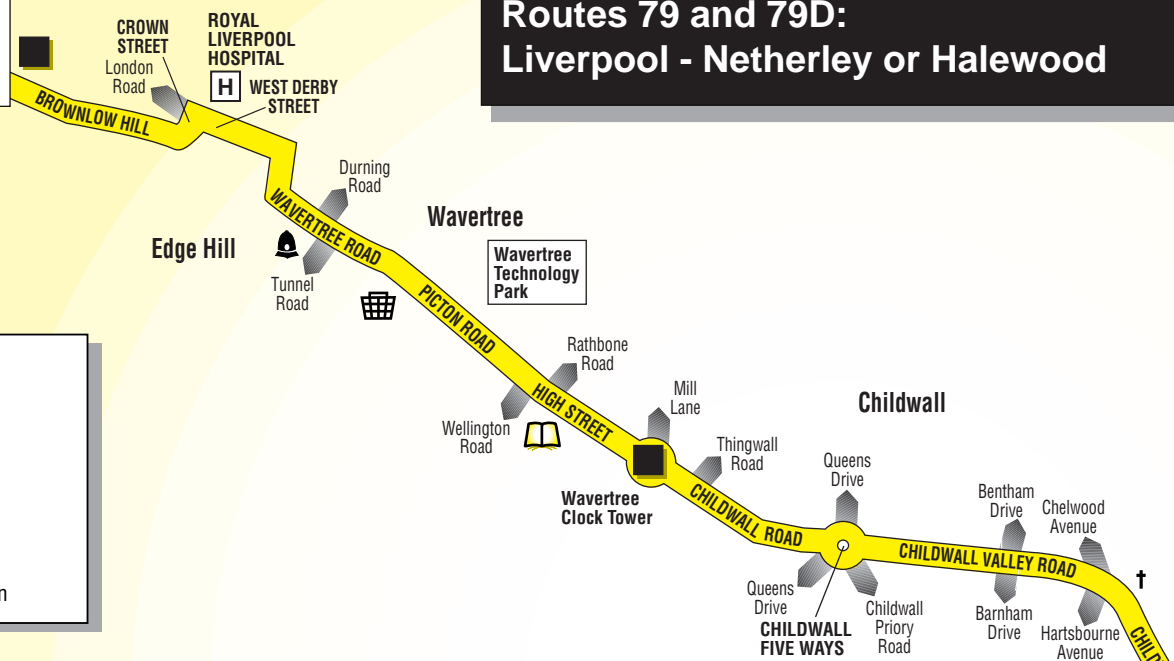 Routes 79 and 79D:
Liverpool - Netherley or Halewood
CROWN
STREET
London
Road
ROYAL
LIVERPOOL
HOSPITAL
H
WEST DERBY
STREET
BROWNLOW HILL
Durning
Road
WAVERTREE ROAD
Edge Hill
Tunnel
Road
Wavertree
Wavertree
Technology
Park
PICTON ROAD
Rathbone
Road
Wellington
Road
HIGH STREET
Mill
Lane
Wavertree
Clock Tower
Thingwall
Road
CHILDWALL ROAD
Childwall
Queens
Drive
Queens
Drive
CHILDWALL
FIVE WAYS
Childwall
Priory
Road
CHILDWALL VALLEY ROAD
Bentham
Drive
Barnham
Drive
Chelwood
Avenue
Hartsbourne
Avenue
CHILD
n